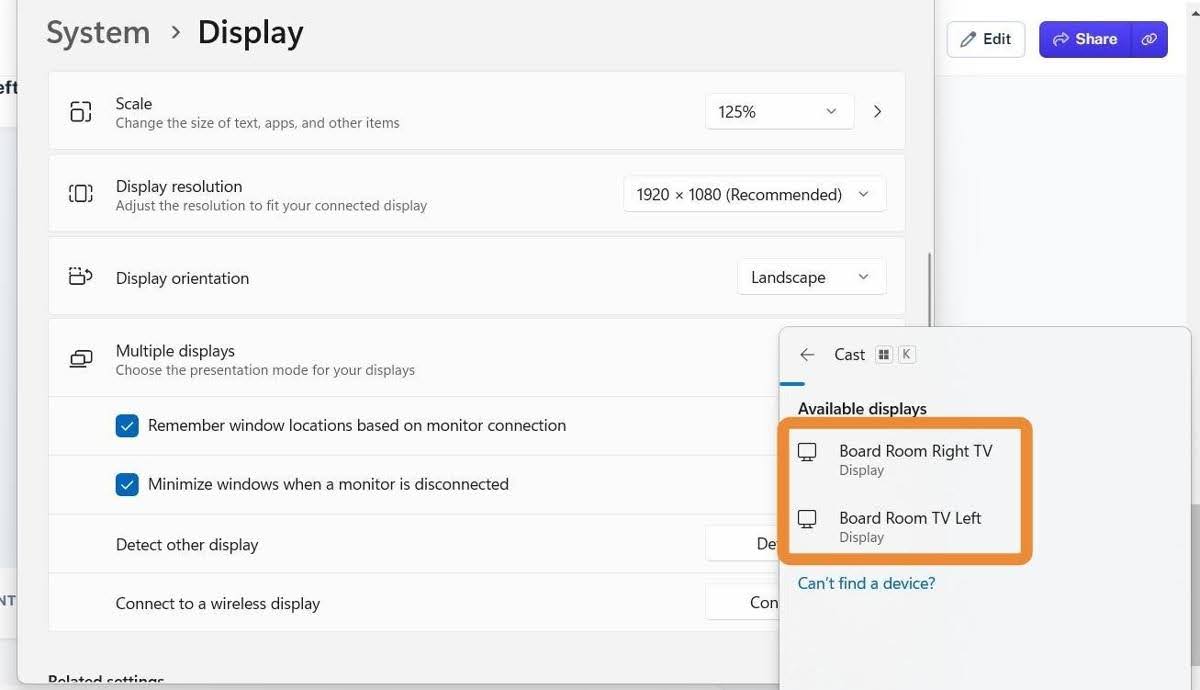 System > Display
Edit
Share
eft
Scale
Change the size of text, apps, and other items
125%
Display resolution
Adjust the resolution to fit your connected display
1920 × 1080 (Recommended)
Display orientation
Landscape
Multiple displays
Choose the presentation mode for your displays
Remember window locations based on monitor connection
Minimize windows when a monitor is disconnected
Detect other display
De
Connect to a wireless display
Con
NT
Related settings
Cast K
Available displays
Board Room Right TV
Display
Board Room TV Left
Display
Can't find a device?